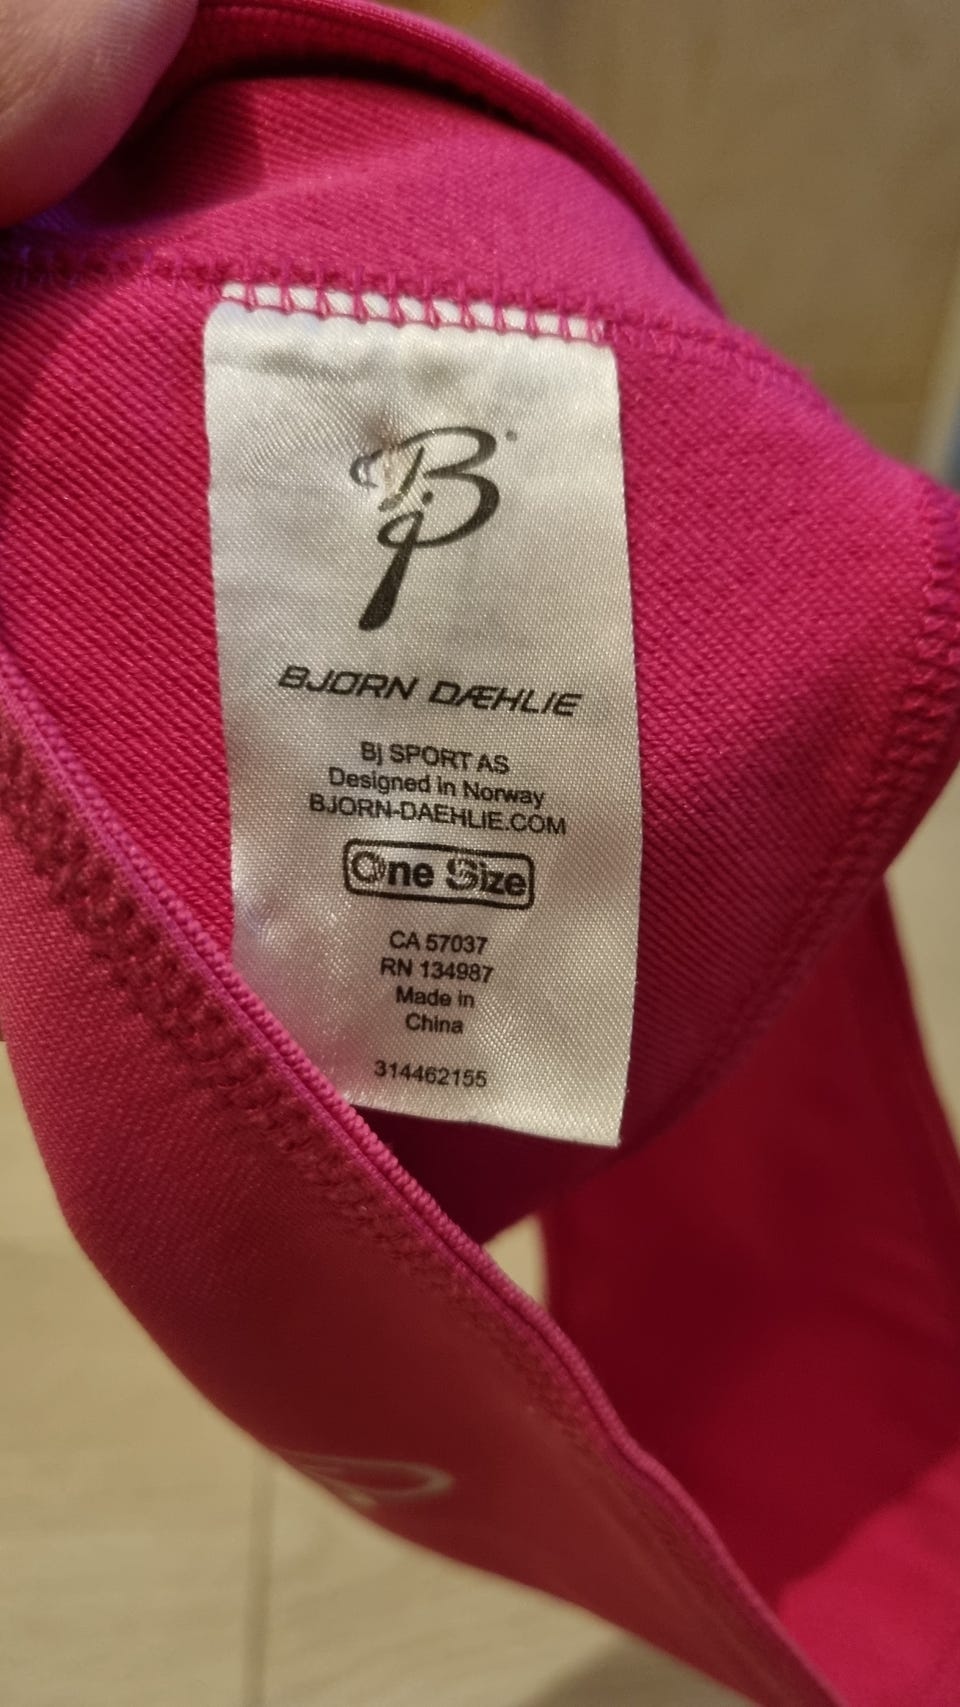 BJØRN DÆHLIE
Bj SPORT AS
Designed in Norway
BJORN-DAEHLIE.COM
One Size
CA 57037
RN 134987
Made in
China
314462155